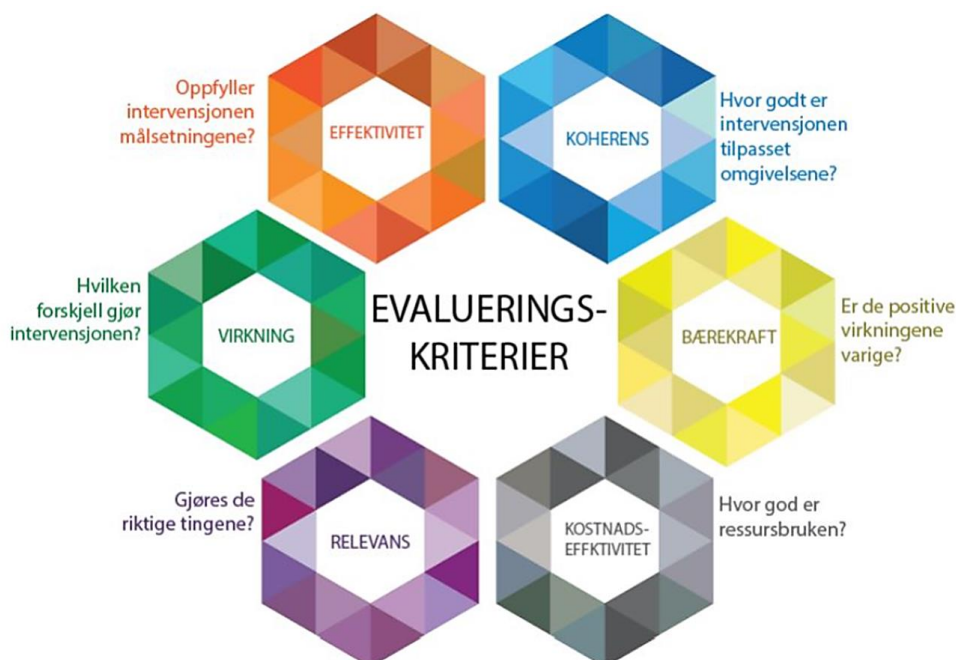 Oppfyller
intervensjonen
målsetningene?
EFFEKTIVITET
KOHERENS
Hvor godt er
intervensjonen
tilpasset
omgivelsene?
Hvilken
forskjell gjør
intervensjonen?
VIRKNING
EVALUERINGS-
KRITERIER
BÆREKRAFT
Er de positive
virkningene
varige?
Gjøres de
riktige tingene?
RELEVANS
KOSTNADS-
EFFKTIVITET
Hvor god er
ressursbruken?